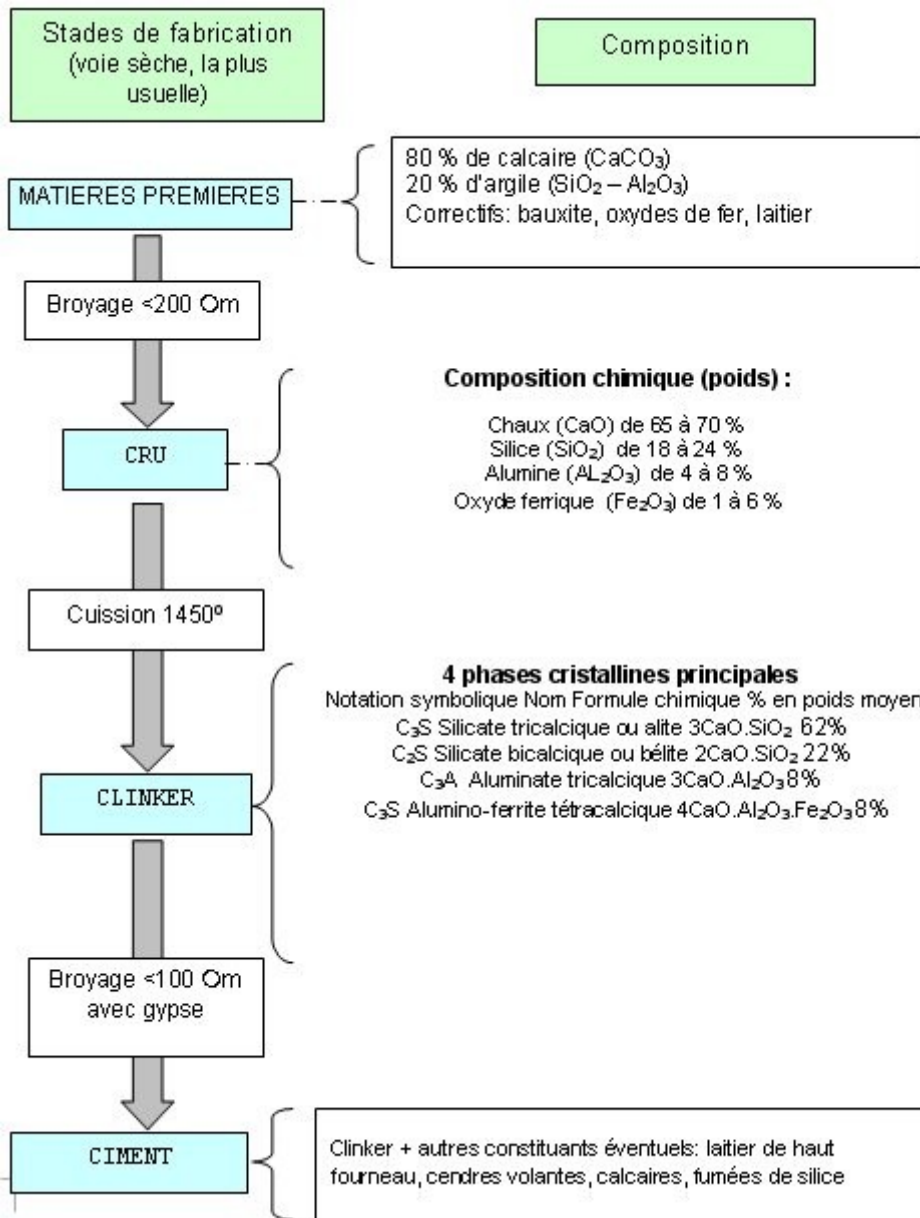 Stades de fabrication
(voie sèche, la plus
usuelle)
Composition
MATIERES PREMIERES
80 % de calcaire (CaCO₃)
20 % d'argile (SiO₂ – Al₂O₃)
Correctifs: bauxite, oxydes de fer, laitier
Broyage <200 Om
CRU
Composition chimique (poids) :
Chaux (CaO) de 65 à 70 %
Silice (SiO₂) de 18 à 24 %
Alumine (AL₂O₃) de 4 à 8 %
Oxyde ferrique (Fe₂O₃) de 1 à 6 %
Cuission 1450º
4 phases cristallines principales
Notation symbolique Nom Formule chimique % en poids moyen
C₃S Silicate tricalcique ou alite 3CaO.SiO₂ 62%
C₂S Silicate bicalcique ou bélite 2CaO.SiO₂ 22%
C₃A Aluminate tricalcique 3CaO.Al₂O₃ 8%
C₃S Alumino-ferrite tétracalcique 4CaO.Al₂O₃.Fe₂O₃ 8%
CLINKER
Broyage <100 Om
avec gypse
CIMENT
Clinker + autres constituants éventuels: laitier de haut
fourneau, cendres volantes, calcaires, fumées de silice